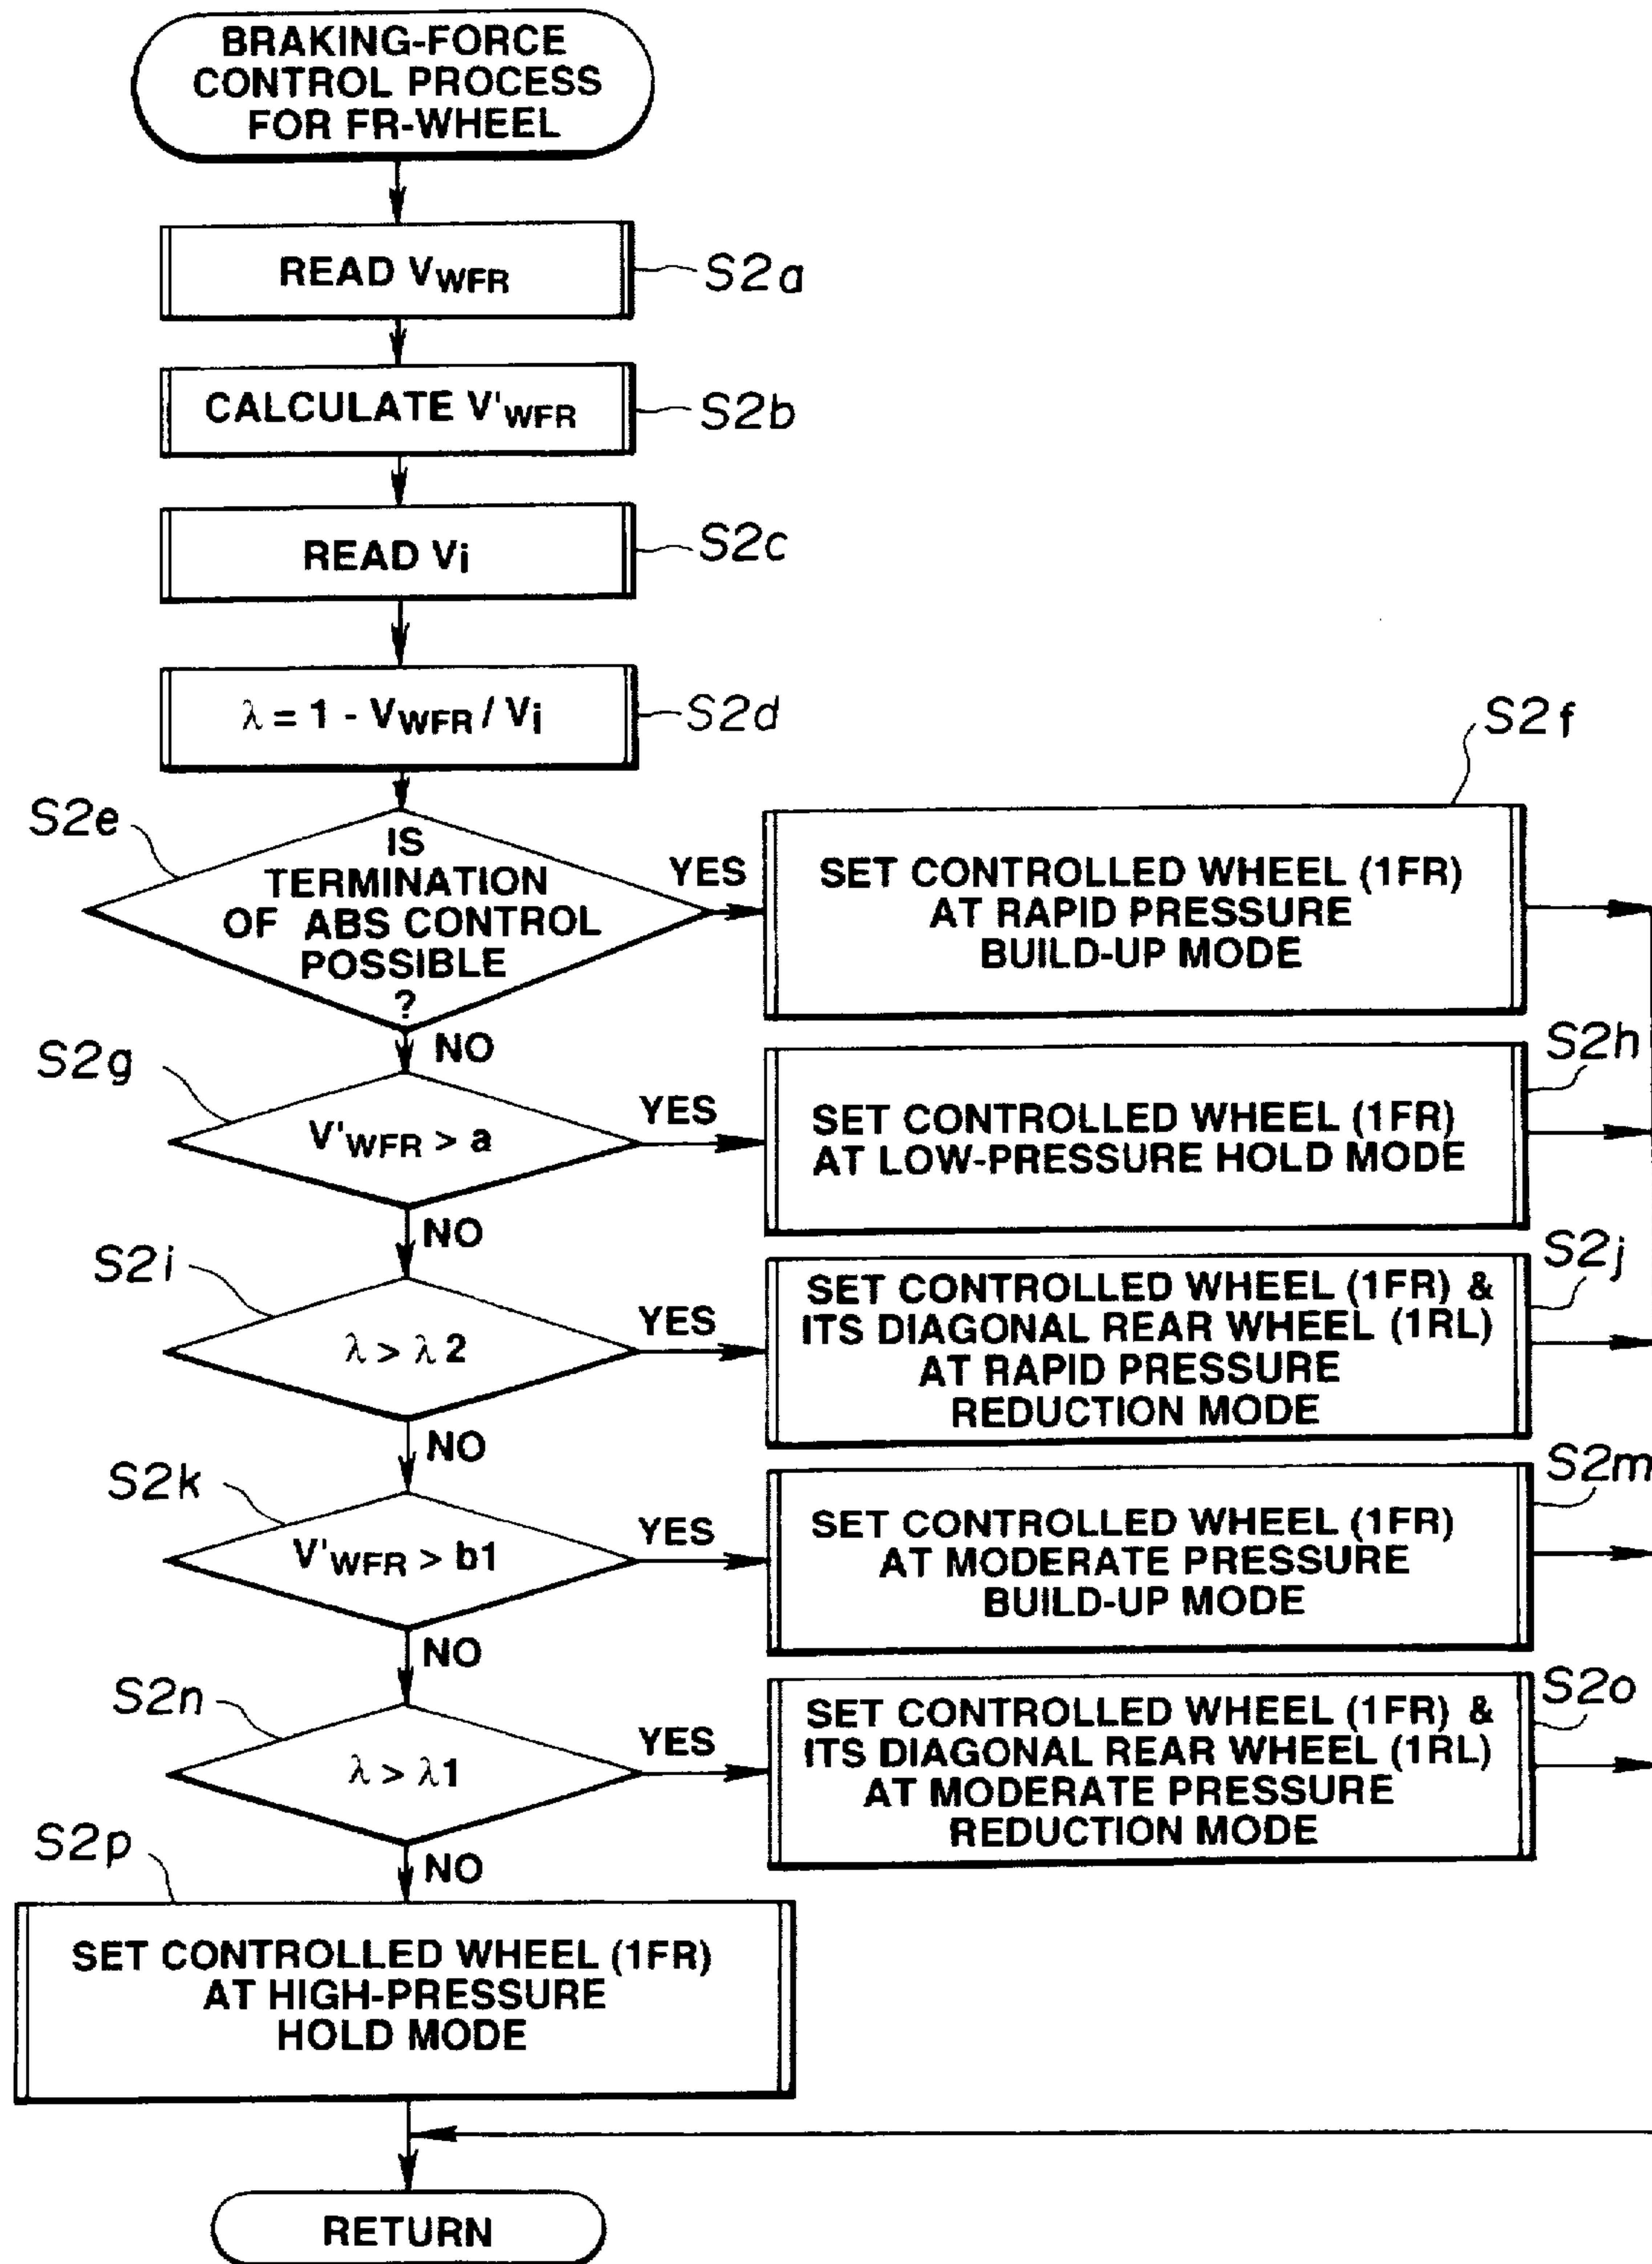 BRAKING-FORCE
CONTROL PROCESS
FOR FR-WHEEL
READ VWFR
S2a
CALCULATE V'WFR
S2b
READ Vi
S2c
λ = 1 - VWFR / Vi
S2d
S2e
IS
TERMINATION
OF ABS CONTROL
POSSIBLE
?
YES
S2f
SET CONTROLLED WHEEL (1FR)
AT RAPID PRESSURE
BUILD-UP MODE
NO
S2g
V'WFR > a
YES
S2h
SET CONTROLLED WHEEL (1FR)
AT LOW-PRESSURE HOLD MODE
NO
S2i
λ > λ2
YES
S2j
SET CONTROLLED WHEEL (1FR) &
ITS DIAGONAL REAR WHEEL (1RL)
AT RAPID PRESSURE
REDUCTION MODE
NO
S2k
V'WFR > b1
YES
S2m
SET CONTROLLED WHEEL (1FR)
AT MODERATE PRESSURE
BUILD-UP MODE
NO
S2n
λ > λ1
YES
S2o
SET CONTROLLED WHEEL (1FR) &
ITS DIAGONAL REAR WHEEL (1RL)
AT MODERATE PRESSURE
REDUCTION MODE
NO
S2p
SET CONTROLLED WHEEL (1FR)
AT HIGH-PRESSURE
HOLD MODE
RETURN